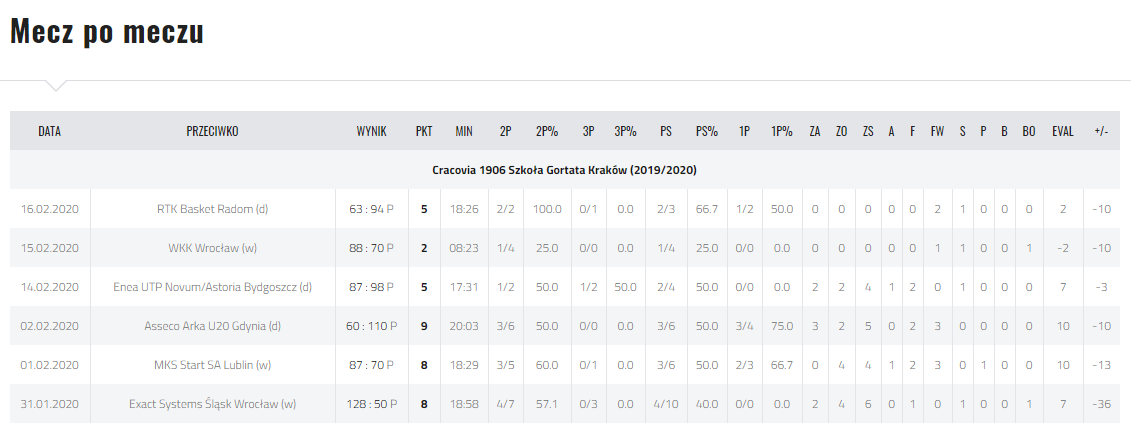 Mecz po meczu
DATA PRZECIWKO WYNIK PKT MIN 2P 2P% 3P 3P% PS PS% 1P 1P% ZA ZO ZS A F FW S P B BO EVAL +/-
Cracovia 1906 Szkoła Gortata Kraków (2019/2020)
16.02.2020 RTK Basket Radom (d) 63 : 94 P 5 18:26 2/2 100.0 0/1 0.0 2/3 66.7 1/2 50.0 0 0 0 0 0 2 1 0 0 0 2 -10
15.02.2020 WKK Wrocław (w) 88 : 70 P 2 08:23 1/4 25.0 0/0 0.0 1/4 25.0 0/0 0.0 0 0 0 0 0 1 1 0 0 1 -2 -10
14.02.2020 Enea UTP Novum/Astoria Bydgoszcz (d) 87 : 98 P 5 17:31 1/2 50.0 1/2 50.0 2/4 50.0 0/0 0.0 2 2 4 1 2 0 1 0 0 0 7 -3
02.02.2020 Asseco Arka U20 Gdynia (d) 60 : 110 P 9 20:03 3/6 50.0 0/0 0.0 3/6 50.0 3/4 75.0 3 2 5 0 2 3 0 0 0 0 10 -10
01.02.2020 MKS Start SA Lublin (w) 87 : 70 P 8 18:29 3/5 60.0 0/1 0.0 3/6 50.0 2/3 66.7 0 4 4 1 2 3 0 1 0 0 10 -13
31.01.2020 Exact Systems Śląsk Wrocław (w) 128 : 50 P 8 18:58 4/7 57.1 0/3 0.0 4/10 40.0 0/0 0.0 2 4 6 0 1 0 1 0 0 1 7 -36